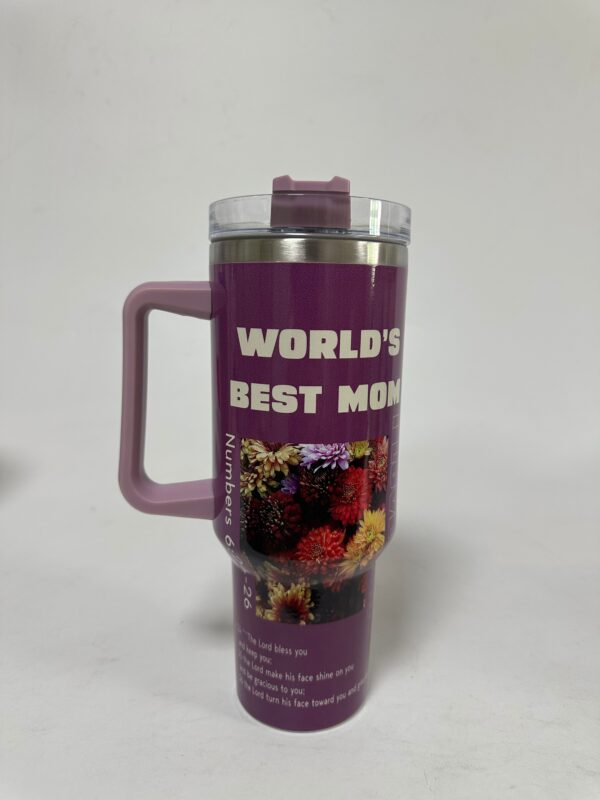 WORLD'S
BEST MOM
Numbers 6 -26
"The Lord bless you
and keep you;
the Lord make his face shine on you
and be gracious to you;
the Lord turn his face toward you and